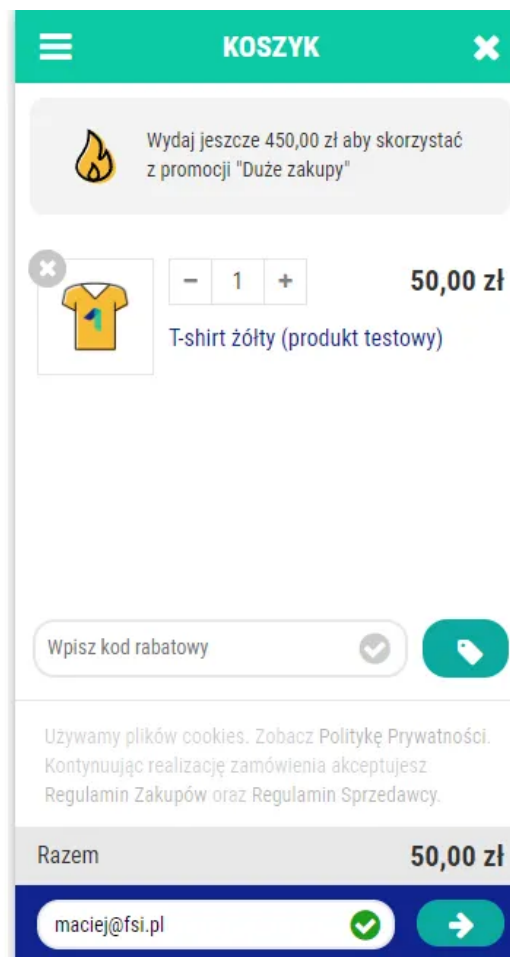 KOSZYK
Wydaj jeszcze 450,00 zł aby skorzystać
z promocji "Duże zakupy"
1
50,00 zł
T-shirt żółty (produkt testowy)
Wpisz kod rabatowy
Używamy plików cookies. Zobacz Politykę Prywatności.
Kontynuując realizację zamówienia akceptujesz
Regulamin Zakupów oraz Regulamin Sprzedawcy.
Razem 50,00 zł
maciej@fsi.pl